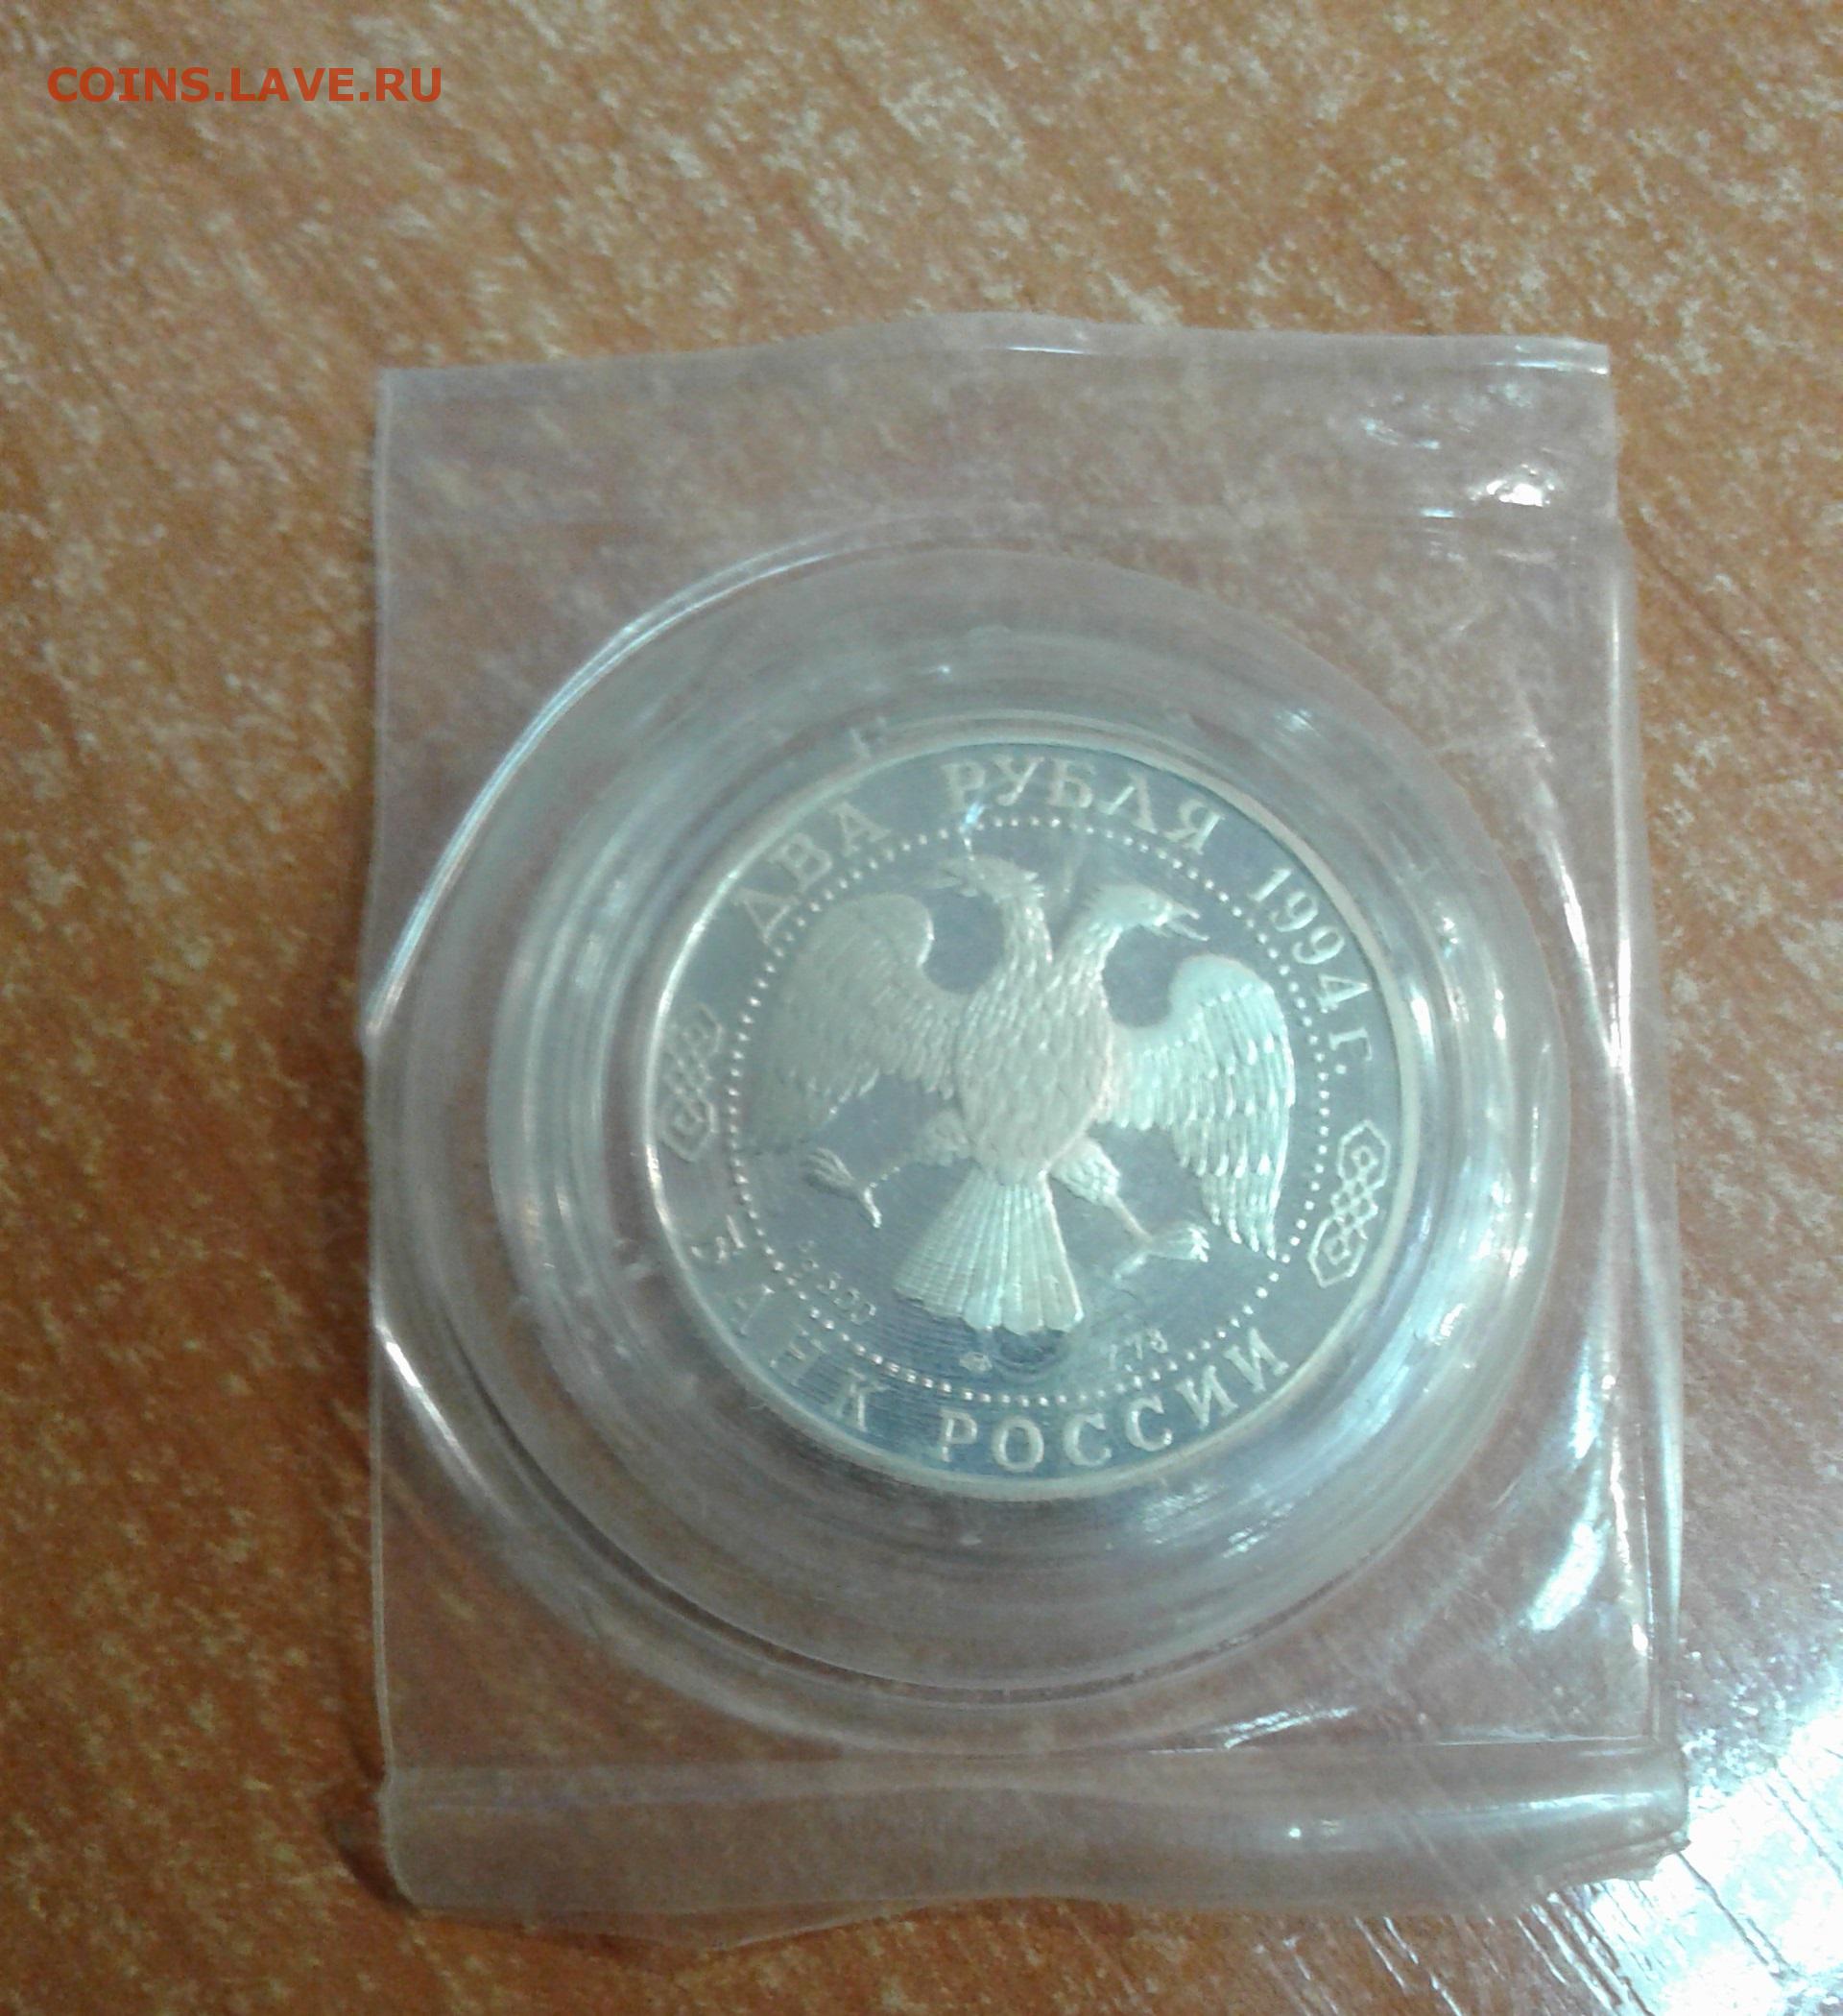 COINS.LAVE.RU
ДВА РУБЛЯ 1994 г.
БАНК РОССИИ